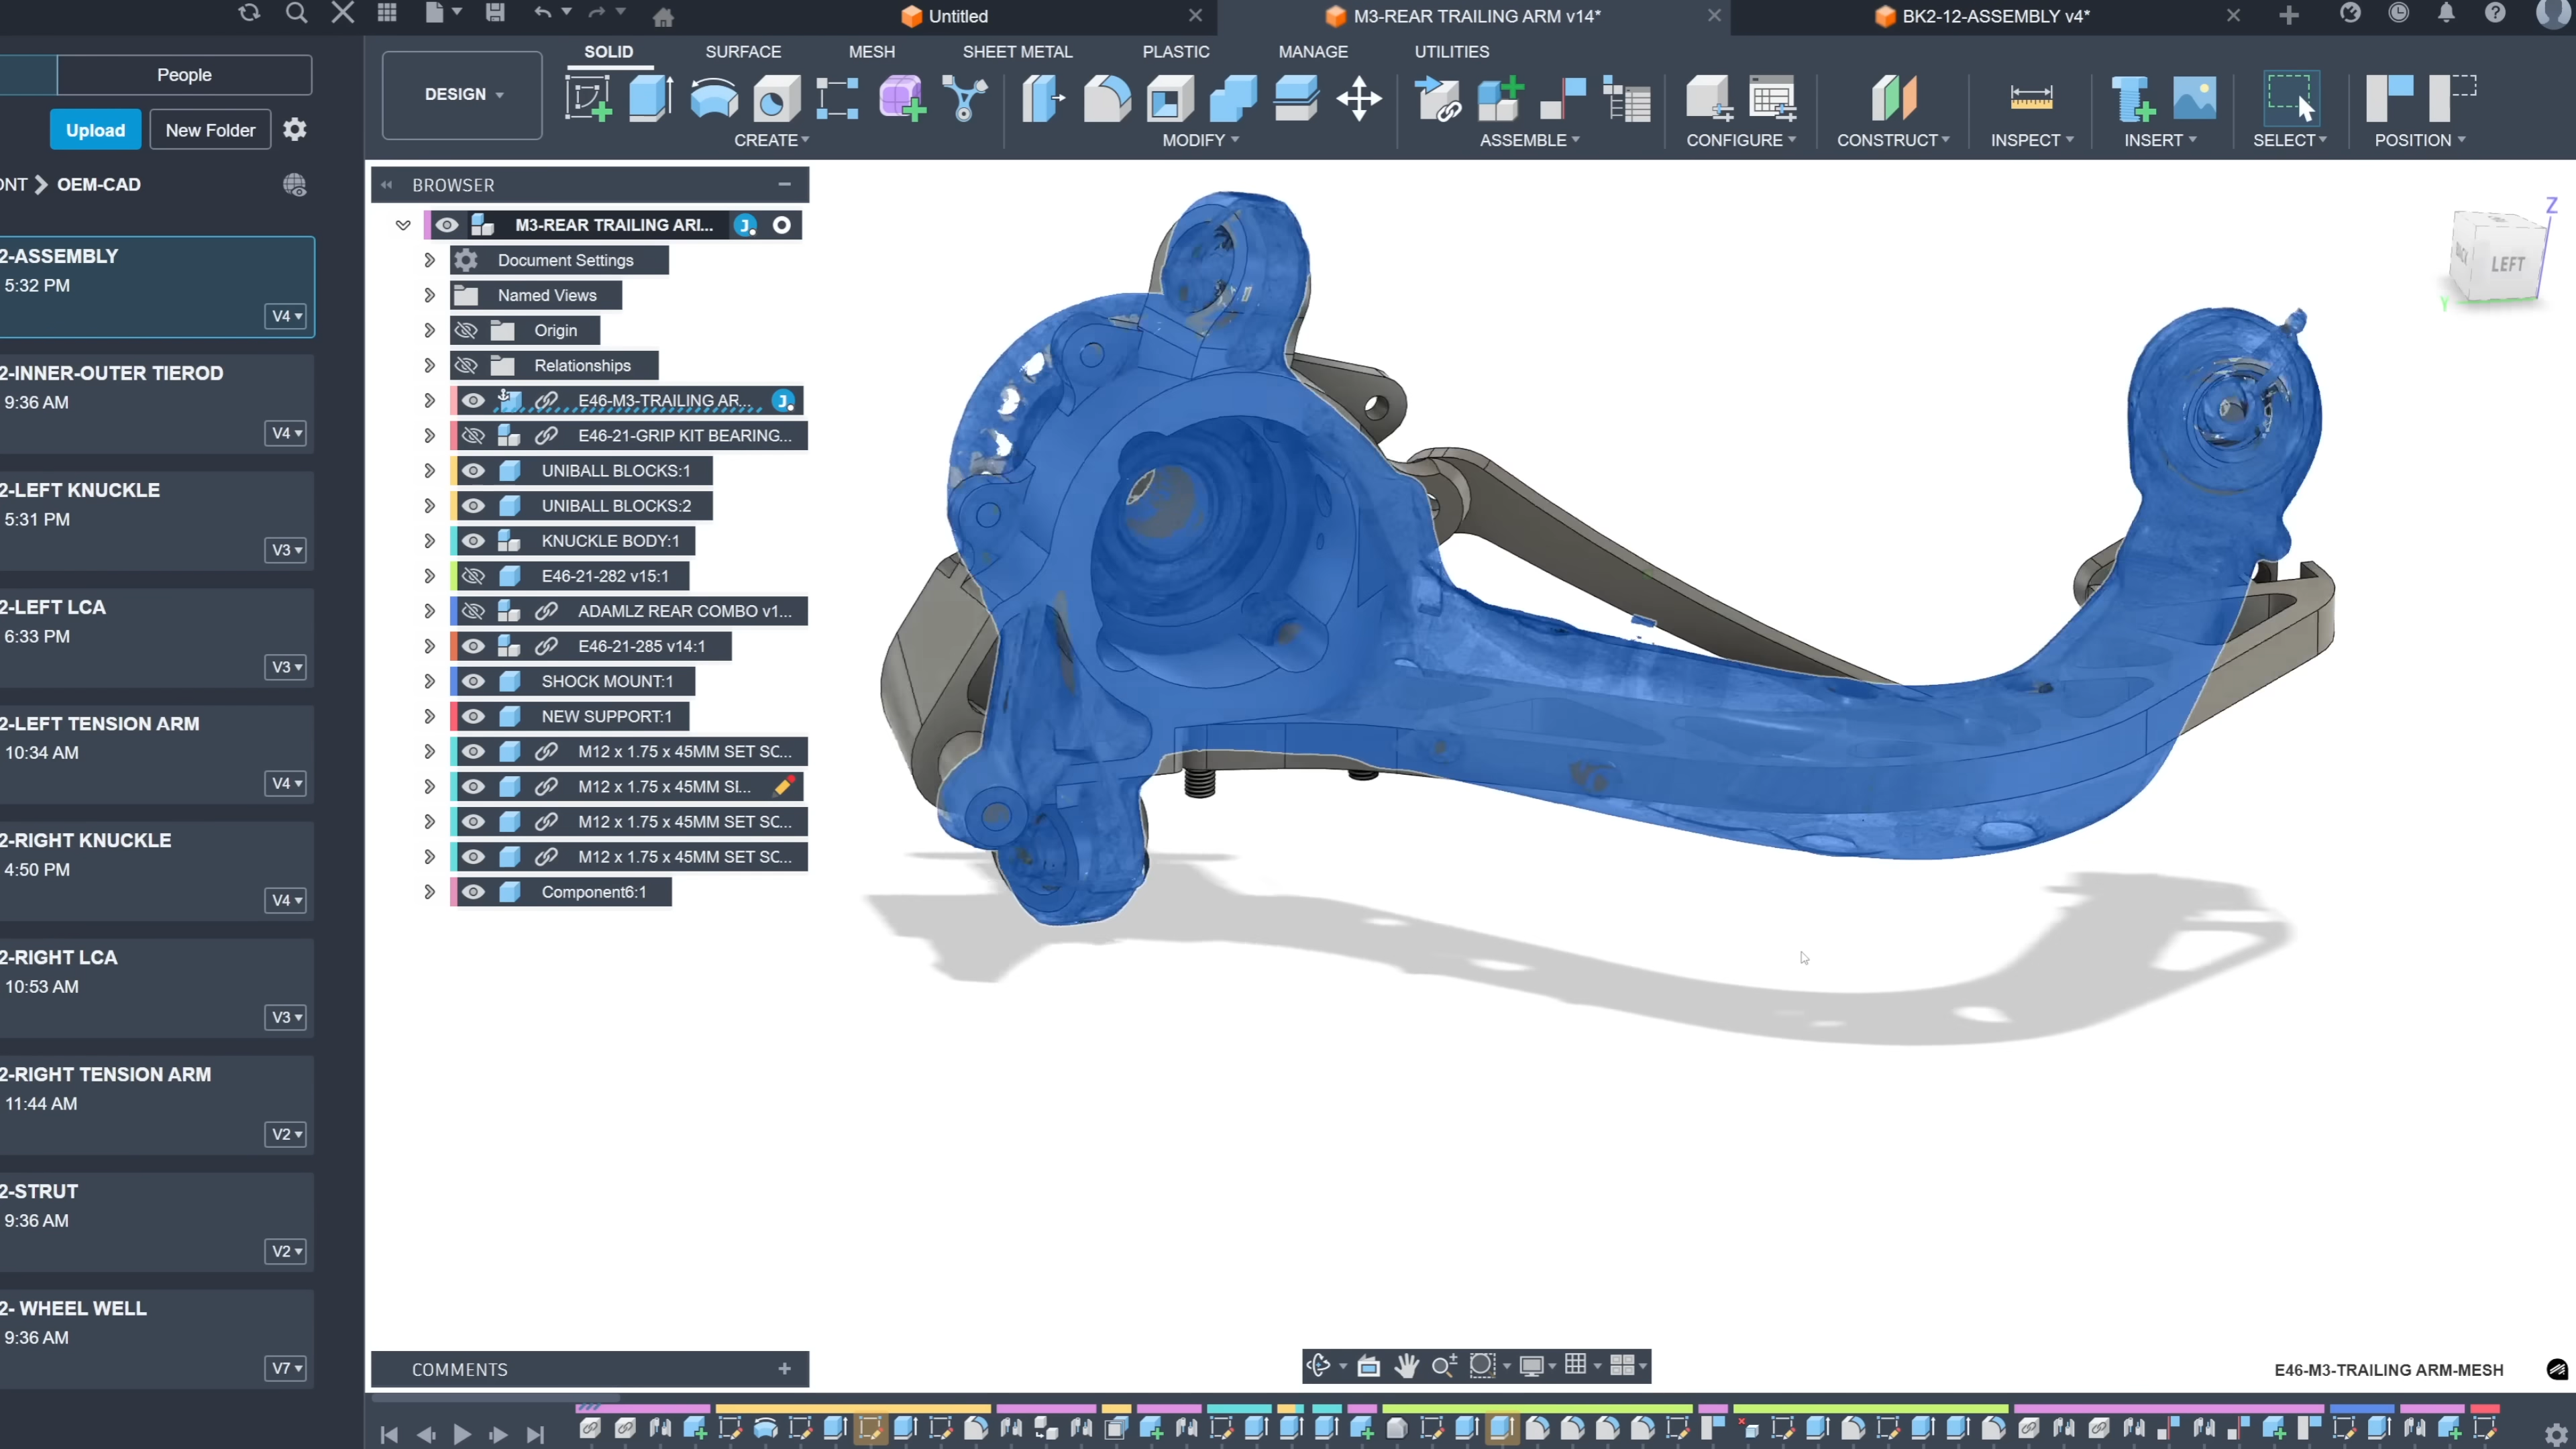 Untitled
M3-REAR TRAILING ARM v14*
BK2-12-ASSEMBLY v4*
People
Upload
New Folder
ONT
OEM-CAD
2-ASSEMBLY
5:32 PM
V4
2-INNER-OUTER TIEROD
9:36 AM
V4
2-LEFT KNUCKLE
5:31 PM
V3
2-LEFT LCA
6:33 PM
V3
2-LEFT TENSION ARM
10:34 AM
V4
2-RIGHT KNUCKLE
4:50 PM
V4
2-RIGHT LCA
10:53 AM
V3
2-RIGHT TENSION ARM
11:44 AM
V2
2-STRUT
9:36 AM
V2
2- WHEEL WELL
9:36 AM
V7
DESIGN
SOLID
SURFACE
MESH
SHEET METAL
PLASTIC
MANAGE
UTILITIES
CREATE
MODIFY
ASSEMBLE
CONFIGURE
CONSTRUCT
INSPECT
INSERT
SELECT
POSITION
BROWSER
M3-REAR TRAILING ARI...
J
Document Settings
Named Views
Origin
Relationships
E46-M3-TRAILING AR...
J
E46-21-GRIP KIT BEARING...
UNIBALL BLOCKS:1
UNIBALL BLOCKS:2
KNUCKLE BODY:1
E46-21-282 v15:1
ADAMLZ REAR COMBO v1...
E46-21-285 v14:1
SHOCK MOUNT:1
NEW SUPPORT:1
M12 x 1.75 x 45MM SET SC...
M12 x 1.75 x 45MM SI...
M12 x 1.75 x 45MM SET SC...
M12 x 1.75 x 45MM SET SC...
Component6:1
Z
BACK
LEFT
Y
COMMENTS
E46-M3-TRAILING ARM-MESH